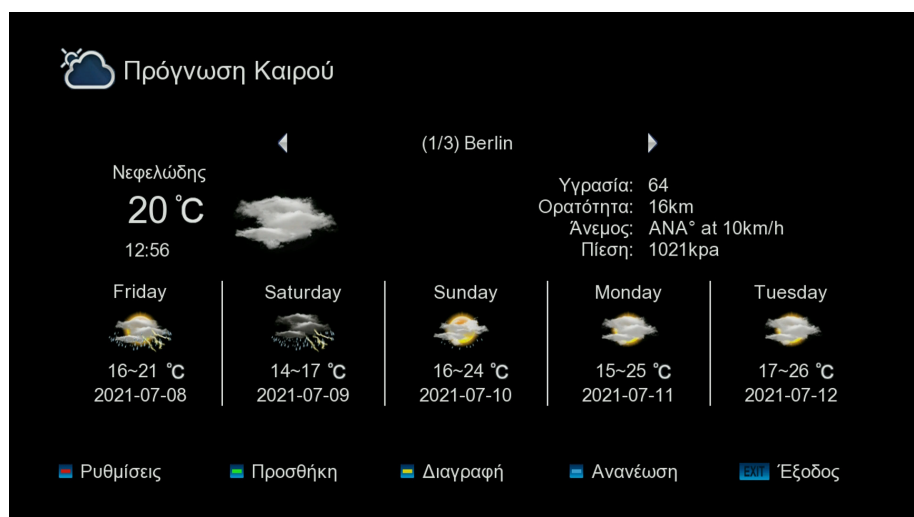 Πρόγνωση Καιρού
(1/3) Berlin
Νεφελώδης
20 °C
12:56
Υγρασία: 64
Ορατότητα: 16km
Άνεμος: ΑΝΑ° at 10km/h
Πίεση: 1021kpa
Friday Saturday Sunday Monday Tuesday
16~21 °C 14~17 °C 16~24 °C 15~25 °C 17~26 °C
2021-07-08 2021-07-09 2021-07-10 2021-07-11 2021-07-12
Ρυθμίσεις Προσθήκη Διαγραφή Ανανέωση EXIT Έξοδος